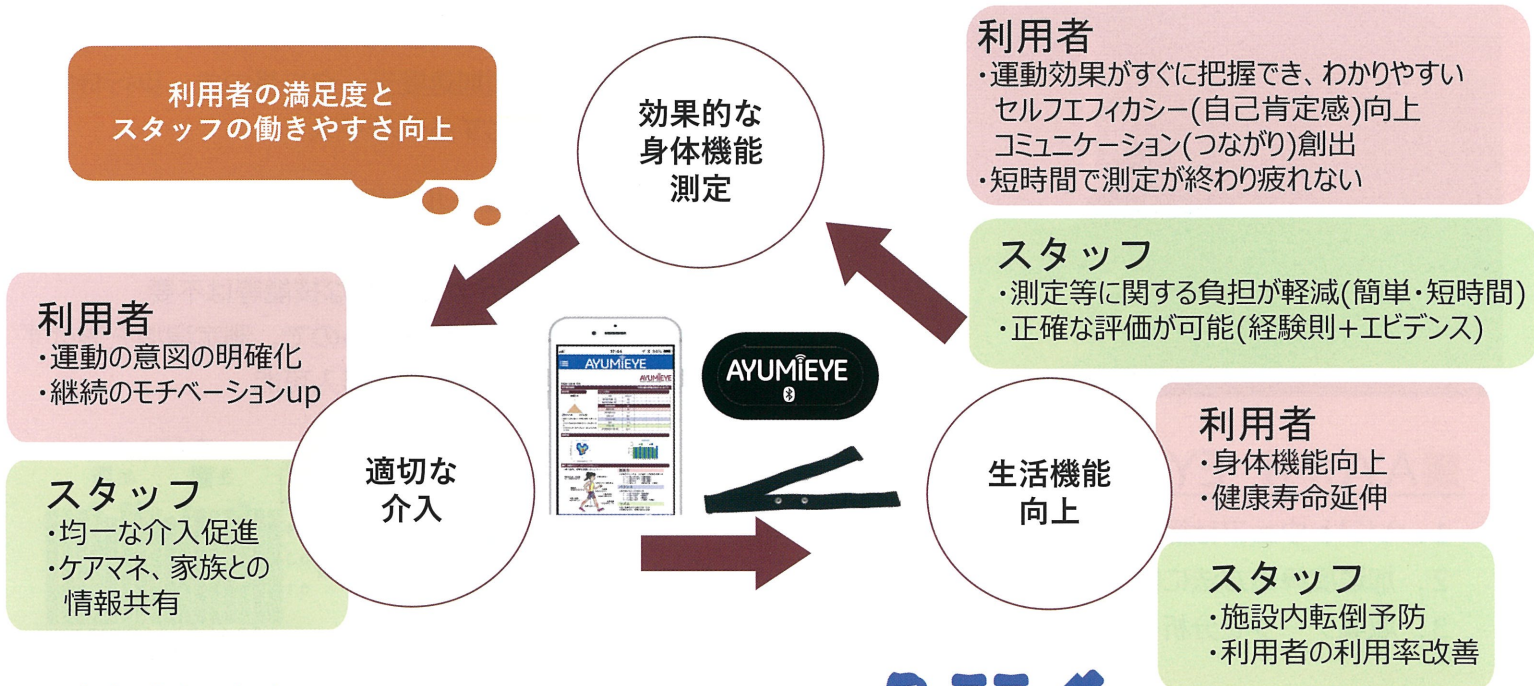 利用者の満足度と
スタッフの働きやすさ向上
効果的な
身体機能
測定
利用者
・運動効果がすぐに把握でき、わかりやすい
セルフエフィカシー(自己肯定感)向上
コミュニケーション(つながり)創出
・短時間で測定が終わり疲れない
スタッフ
・測定等に関する負担が軽減(簡単・短時間)
・正確な評価が可能(経験則+エビデンス)
利用者
・運動の意図の明確化
・継続のモチベーションup
スタッフ
・均一な介入促進
・ケアマネ、家族との
情報共有
適切な
介入
AYUMiEYE
AYUMiEYE
AYUMiEYE
生活機能
向上
利用者
・身体機能向上
・健康寿命延伸
スタッフ
・施設内転倒予防
・利用者の利用率改善